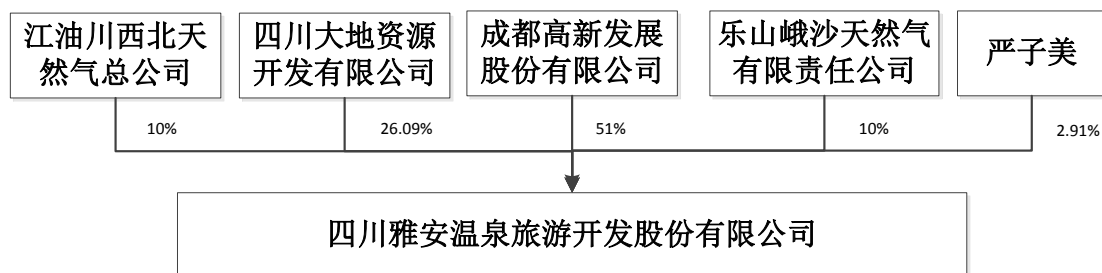 江油川西北天
然气总公司
四川大地资源
开发有限公司
成都高新发展
股份有限公司
乐山峨沙天然气
有限责任公司
严子美
10%
26.09%
51%
10%
2.91%
四川雅安温泉旅游开发股份有限公司